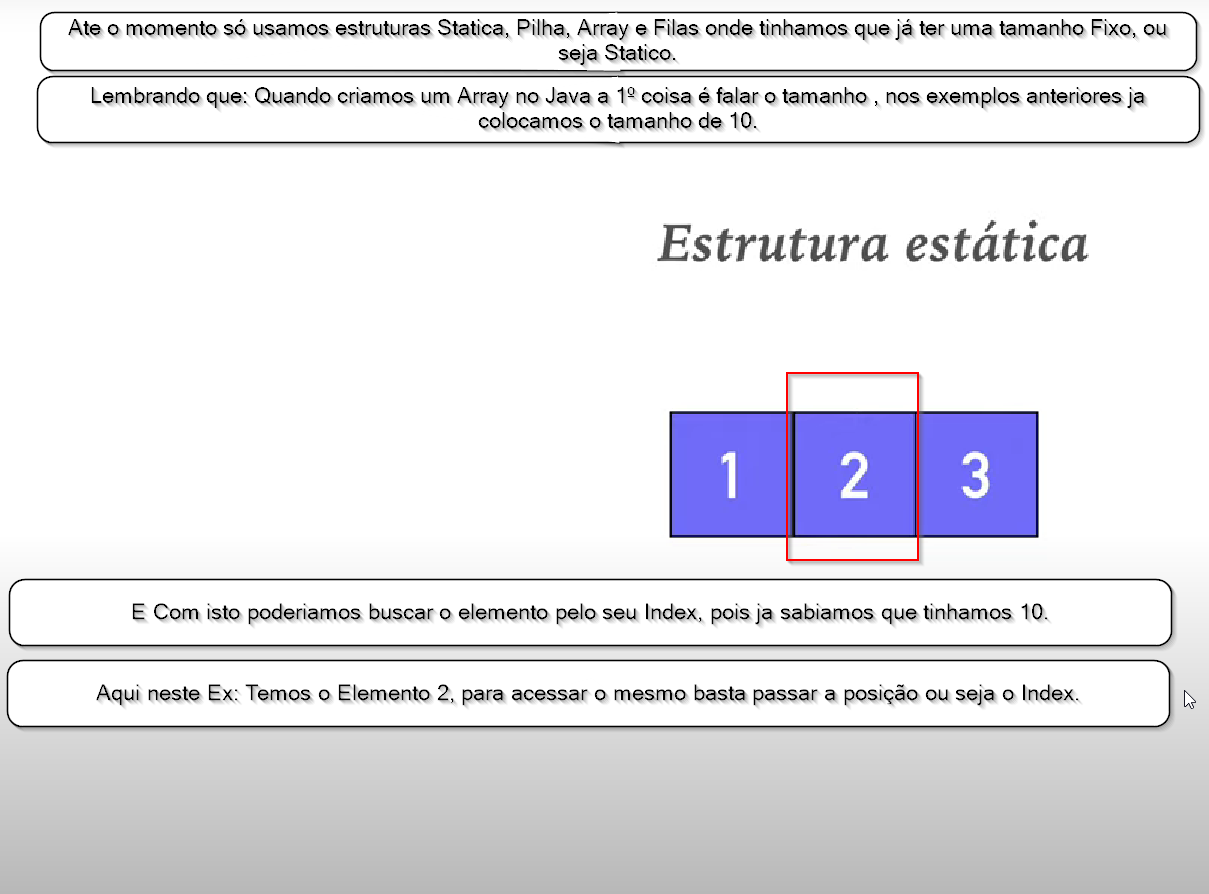 Ate o momento só usamos estruturas Statica, Pilha, Array e Filas onde tinhamos que já ter uma tamanho Fixo, ou
seja Statico.
Lembrando que: Quando criamos um Array no Java a 1º coisa é falar o tamanho , nos exemplos anteriores ja
colocamos o tamanho de 10.
Estrutura estática
1 2 3
E Com isto poderiamos buscar o elemento pelo seu Index, pois ja sabiamos que tinhamos 10.
Aqui neste Ex: Temos o Elemento 2, para acessar o mesmo basta passar a posição ou seja o Index.